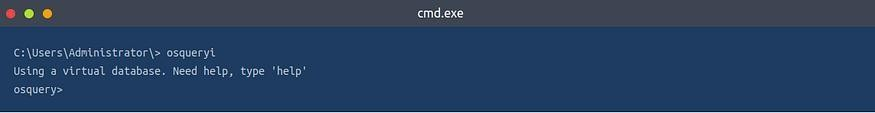 cmd.exe
C:\Users\Administrator\> osqueryi
Using a virtual database. Need help, type 'help'
osquery>